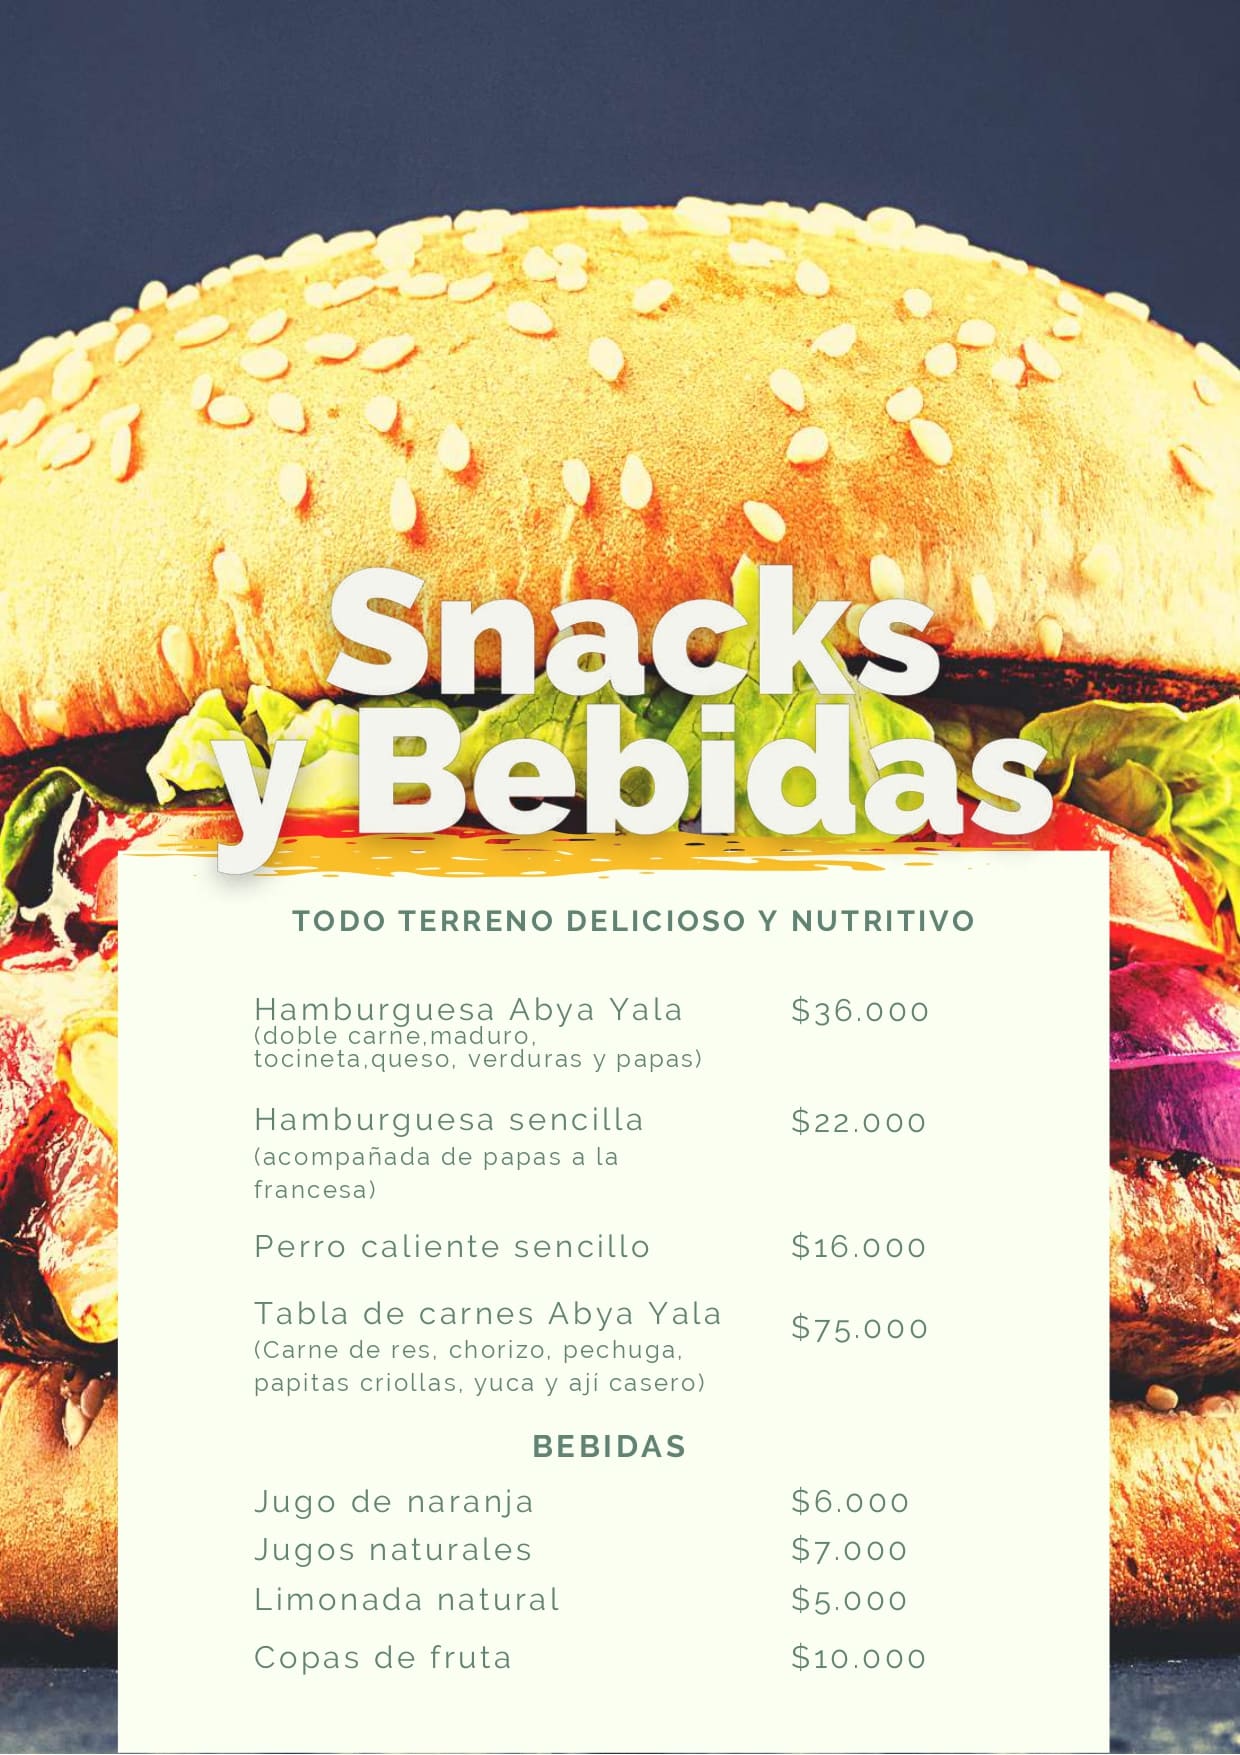 Snacks
y Bebidas
TODO TERRENO DELICIOSO Y NUTRITIVO
Hamburguesa Abya Yala $36.000
(doble carne,maduro,
tocineta,queso, verduras y papas)
Hamburguesa sencilla $22.000
(acompañada de papas a la
francesa)
Perro caliente sencillo $16.000
Tabla de carnes Abya Yala $75.000
(Carne de res, chorizo, pechuga,
papitas criollas, yuca y ají casero)
BEBIDAS
Jugo de naranja $6.000
Jugos naturales $7.000
Limonada natural $5.000
Copas de fruta $10.000